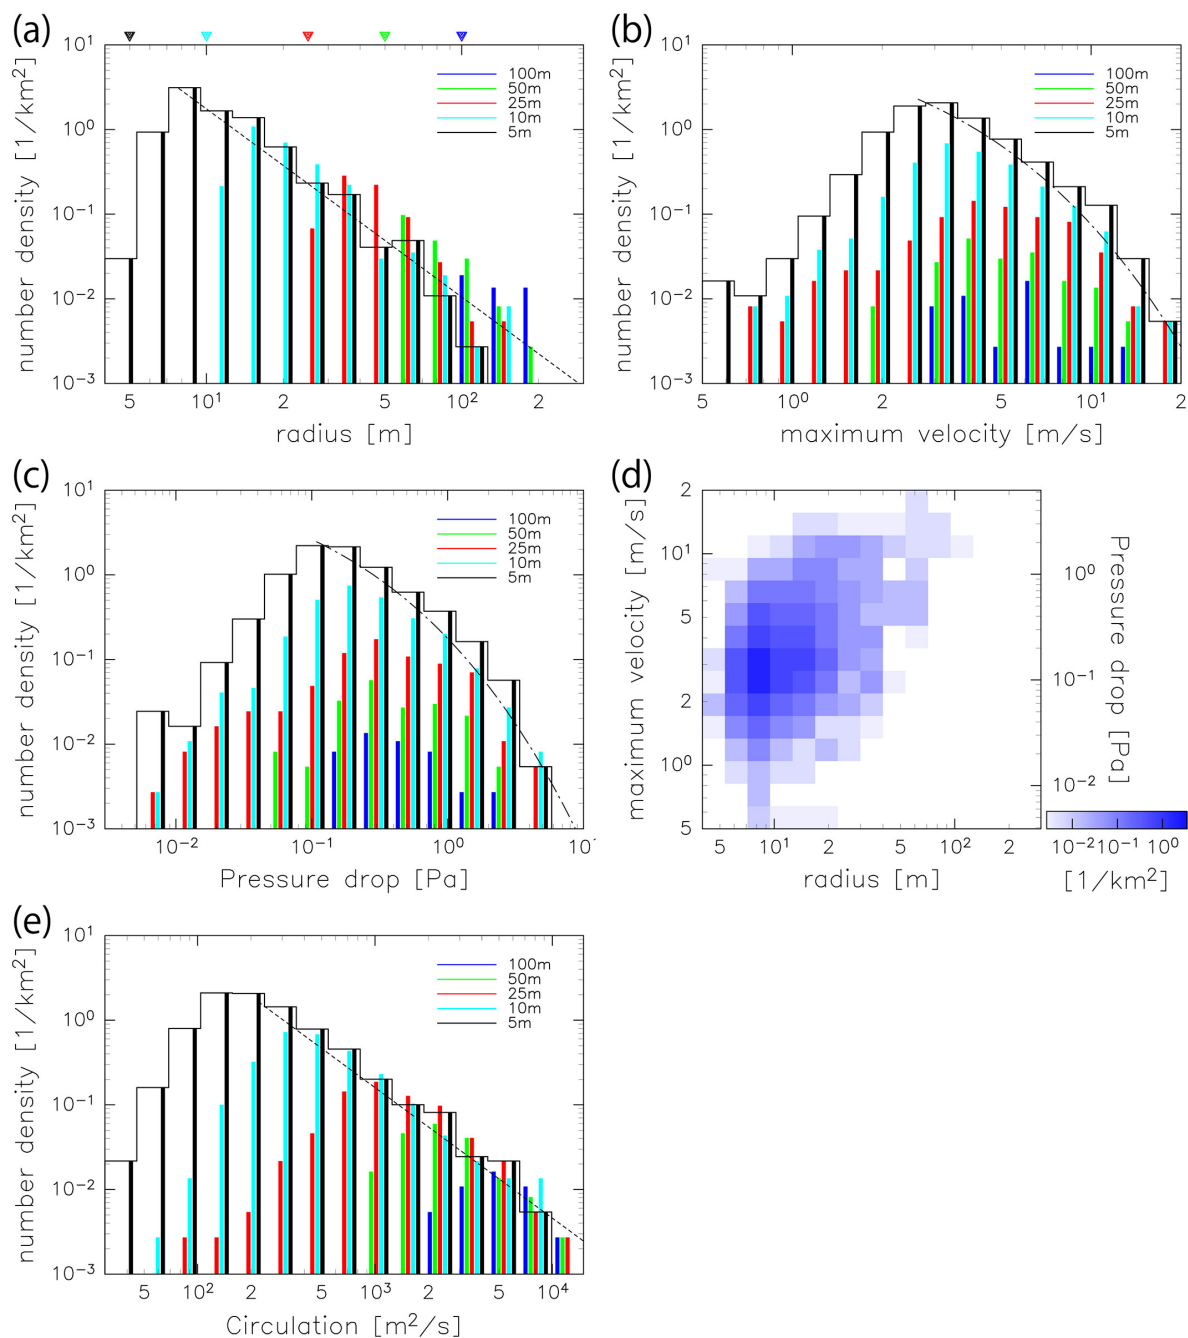 (a)
number density [1/km²]
10¹
10⁰
10⁻¹
10⁻²
10⁻³
100m
50m
25m
10m
5m
5 10¹ 2 5 10² 2
radius [m]
(b)
number density [1/km²]
10¹
10⁰
10⁻¹
10⁻²
10⁻³
100m
50m
25m
10m
5m
5 10⁰ 2 5 10¹ 2
maximum velocity [m/s]
(c)
number density [1/km²]
10¹
10⁰
10⁻¹
10⁻²
10⁻³
100m
50m
25m
10m
5m
10⁻² 10⁻¹ 10⁰ 10¹
Pressure drop [Pa]
(d)
maximum velocity [m/s]
2
10¹
5
2
10⁰
5
5 10¹ 2 5 10² 2
radius [m]
Pressure drop [Pa]
10⁰
10⁻¹
10⁻²
10⁻² 10⁻¹ 10⁰
[1/km²]
(e)
number density [1/km²]
10¹
10⁰
10⁻¹
10⁻²
10⁻³
100m
50m
25m
10m
5m
5 10² 2 5 10³ 2 5 10⁴
Circulation [m²/s]